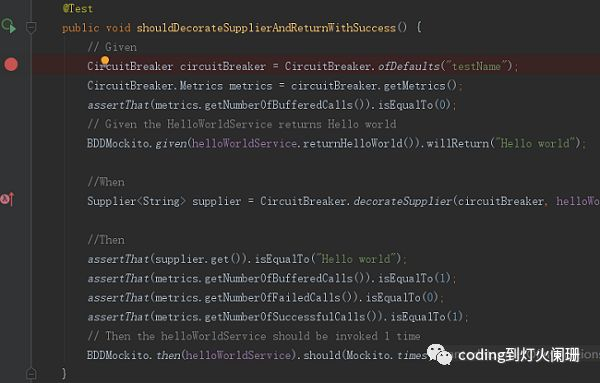 @Test
public void shouldDecorateSupplierAndReturnWithSuccess() {
// Given
CircuitBreaker circuitBreaker = CircuitBreaker.ofDefaults("testName");
CircuitBreaker.Metrics metrics = circuitBreaker.getMetrics();
assertThat(metrics.getNumberOfBufferedCalls()).isEqualTo(0);
// Given the HelloWorldService returns Hello world
BDDMockito.given(helloWorldService.returnHelloWorld()).willReturn("Hello world");
//When
Supplier<String> supplier = CircuitBreaker.decorateSupplier(circuitBreaker, helloWo
//Then
assertThat(supplier.get()).isEqualTo("Hello world");
assertThat(metrics.getNumberOfBufferedCalls()).isEqualTo(1);
assertThat(metrics.getNumberOfFailedCalls()).isEqualTo(0);
assertThat(metrics.getNumberOfSuccessfulCalls()).isEqualTo(1);
// Then the helloWorldService should be invoked 1 time
BDDMockito.then(helloWorldService).should(Mockito.times
coding到灯火阑珊
}